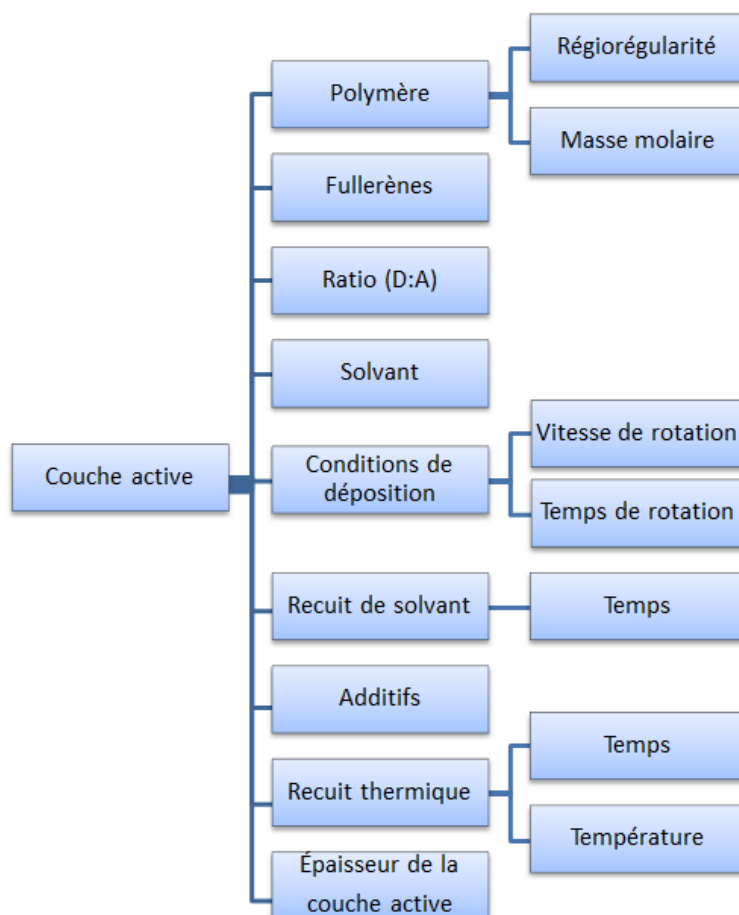 Régiorégularité
Polymère
Masse molaire
Fullerènes
Ratio (D:A)
Solvant
Vitesse de rotation
Couche active
Conditions de
déposition
Temps de rotation
Recuit de solvant
Temps
Additifs
Temps
Recuit thermique
Température
Épaisseur de la
couche active